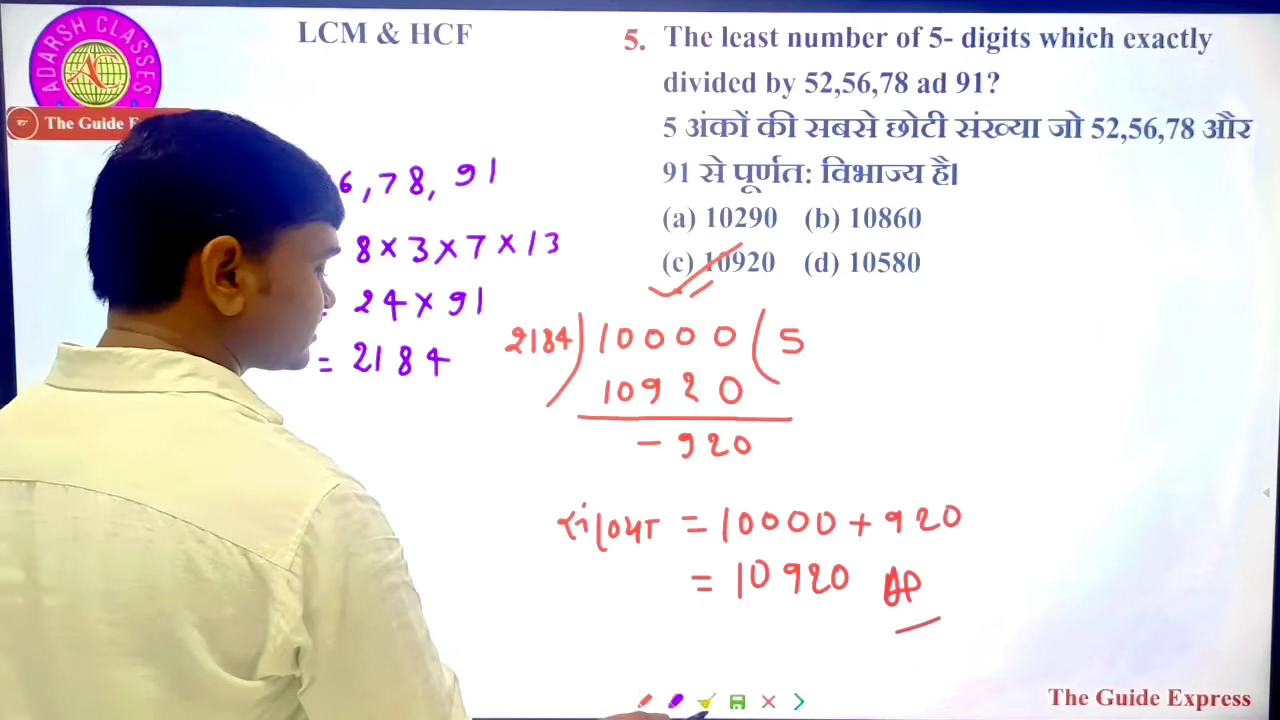 ADARSH CLASSES
The Guide E
LCM & HCF
5. The least number of 5- digits which exactly
divided by 52,56,78 ad 91?
5 अंकों की सबसे छोटी संख्या जो 52,56,78 और
91 से पूर्णत: विभाज्य है।
(a) 10290 (b) 10860
(c) 10920 (d) 10580
6, 78, 91
8 × 3 × 7 × 13
= 24 × 91
= 2184
2184) 10000 ( 5
10920
- 920
= 10000 + 920
= 10920
The Guide Express